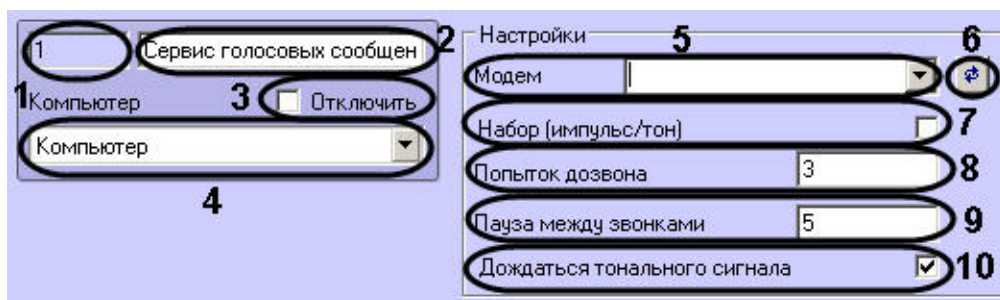 1 Сервис голосовых сообщен 2
1 Компьютер 3 Отключить
Компьютер
4
Настройки 5 6
Модем
Набор (импульс/тон) 7
Попыток дозвона 3 8
Пауза между звонками 5 9
Дождаться тонального сигнала 10